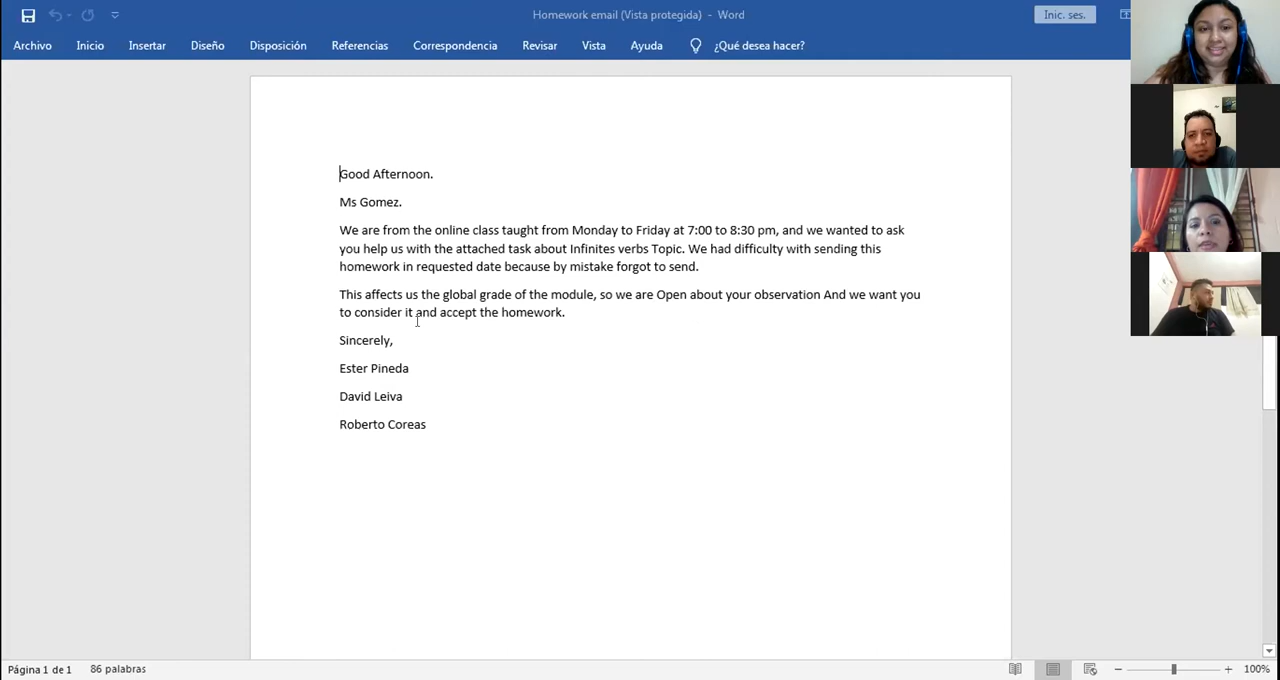 Homework email (Vista protegida) - Word
Inic. ses.
Archivo Inicio Insertar Diseño Disposición Referencias Correspondencia Revisar Vista Ayuda ¿Qué desea hacer?
Good Afternoon.
Ms Gomez.
We are from the online class taught from Monday to Friday at 7:00 to 8:30 pm, and we wanted to ask
you help us with the attached task about Infinites verbs Topic. We had difficulty with sending this
homework in requested date because by mistake forgot to send.
This affects us the global grade of the module, so we are Open about your observation And we want you
to consider it and accept the homework.
Sincerely,
Ester Pineda
David Leiva
Roberto Coreas
Página 1 de 1 86 palabras 100%